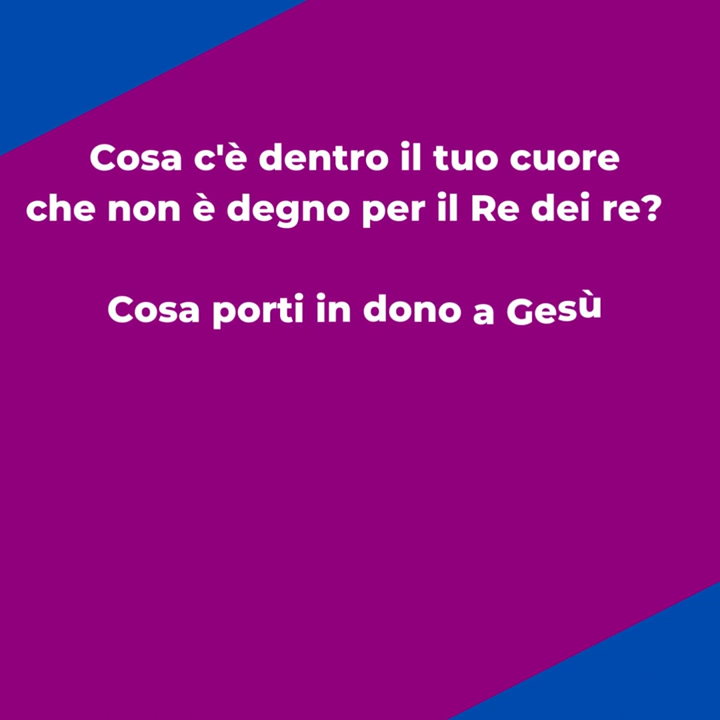 Cosa c'è dentro il tuo cuore
che non è degno per il Re dei re?
Cosa porti in dono a Gesù